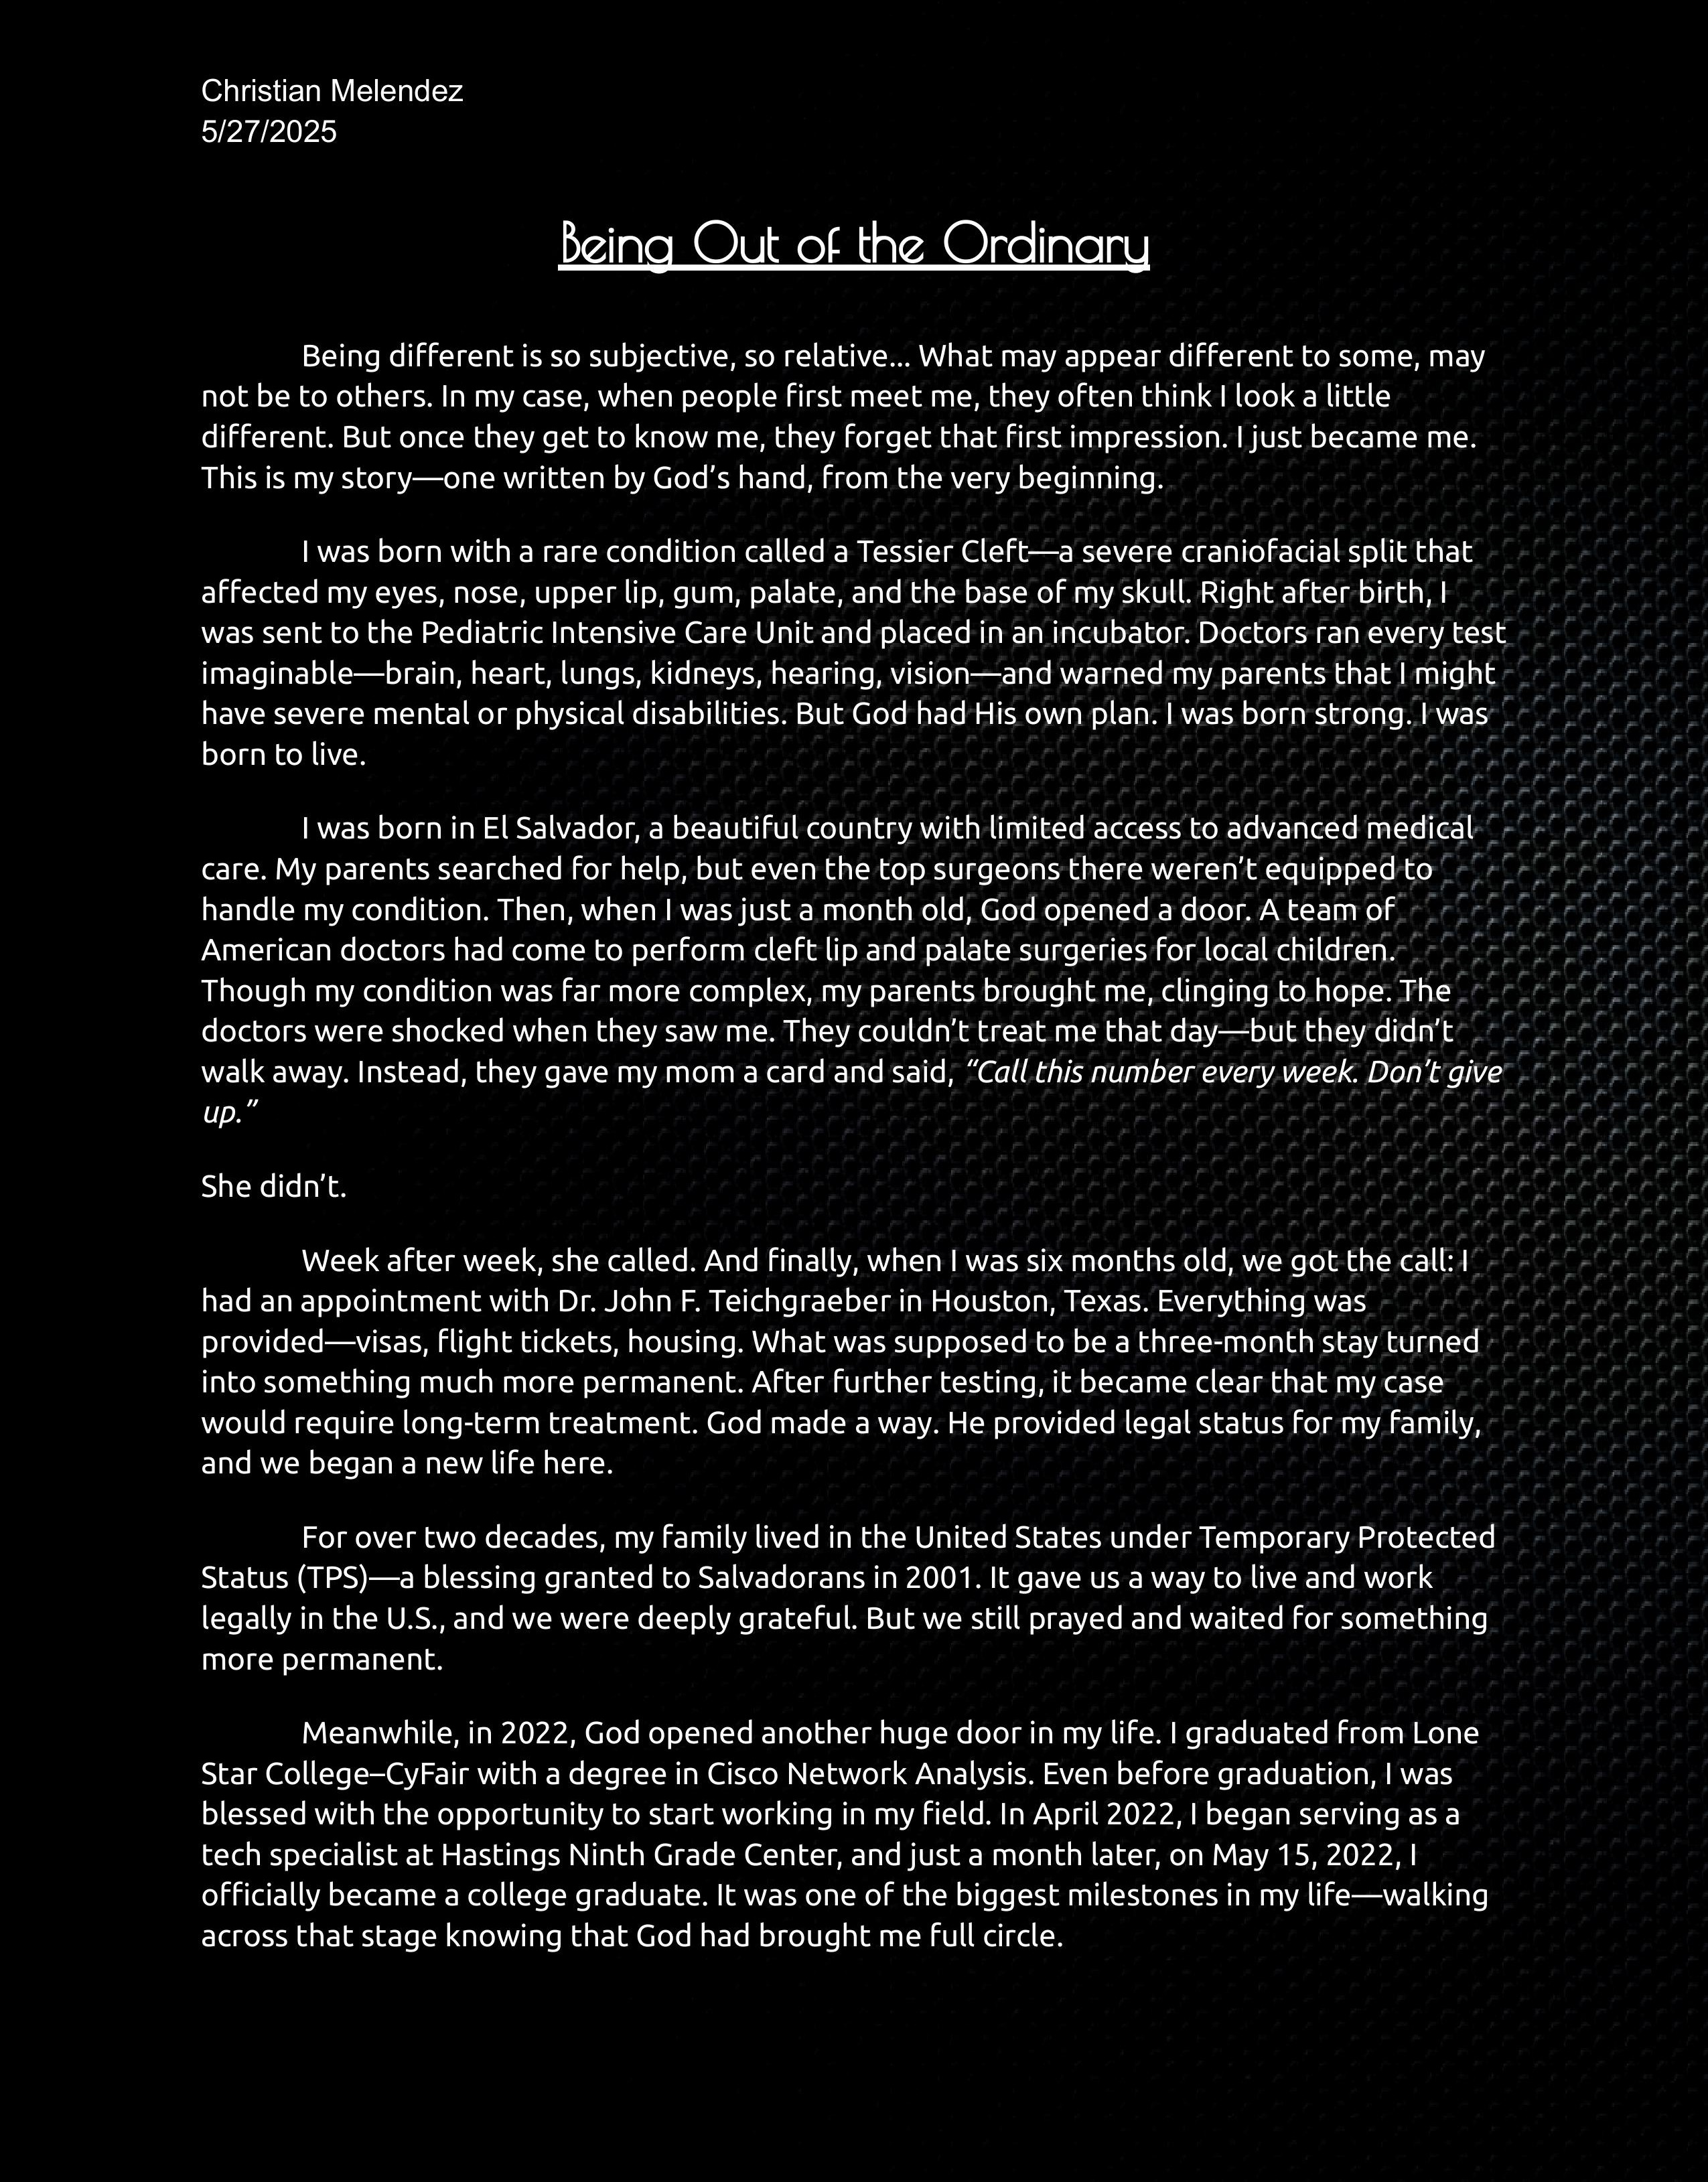 Christian Melendez
5/27/2025
Being Out of the Ordinary
Being different is so subjective, so relative... What may appear different to some, may
not be to others. In my case, when people first meet me, they often think I look a little
different. But once they get to know me, they forget that first impression. I just became me.
This is my story—one written by God’s hand, from the very beginning.
I was born with a rare condition called a Tessier Cleft—a severe craniofacial split that
affected my eyes, nose, upper lip, gum, palate, and the base of my skull. Right after birth, I
was sent to the Pediatric Intensive Care Unit and placed in an incubator. Doctors ran every test
imaginable—brain, heart, lungs, kidneys, hearing, vision—and warned my parents that I might
have severe mental or physical disabilities. But God had His own plan. I was born strong. I was
born to live.
I was born in El Salvador, a beautiful country with limited access to advanced medical
care. My parents searched for help, but even the top surgeons there weren’t equipped to
handle my condition. Then, when I was just a month old, God opened a door. A team of
American doctors had come to perform cleft lip and palate surgeries for local children.
Though my condition was far more complex, my parents brought me, clinging to hope. The
doctors were shocked when they saw me. They couldn’t treat me that day—but they didn’t
walk away. Instead, they gave my mom a card and said, “Call this number every week. Don’t give
up.”
She didn’t.
Week after week, she called. And finally, when I was six months old, we got the call: I
had an appointment with Dr. John F. Teichgraeber in Houston, Texas. Everything was
provided—visas, flight tickets, housing. What was supposed to be a three-month stay turned
into something much more permanent. After further testing, it became clear that my case
would require long-term treatment. God made a way. He provided legal status for my family,
and we began a new life here.
For over two decades, my family lived in the United States under Temporary Protected
Status (TPS)—a blessing granted to Salvadorans in 2001. It gave us a way to live and work
legally in the U.S., and we were deeply grateful. But we still prayed and waited for something
more permanent.
Meanwhile, in 2022, God opened another huge door in my life. I graduated from Lone
Star College–CyFair with a degree in Cisco Network Analysis. Even before graduation, I was
blessed with the opportunity to start working in my field. In April 2022, I began serving as a
tech specialist at Hastings Ninth Grade Center, and just a month later, on May 15, 2022, I
officially became a college graduate. It was one of the biggest milestones in my life—walking
across that stage knowing that God had brought me full circle.